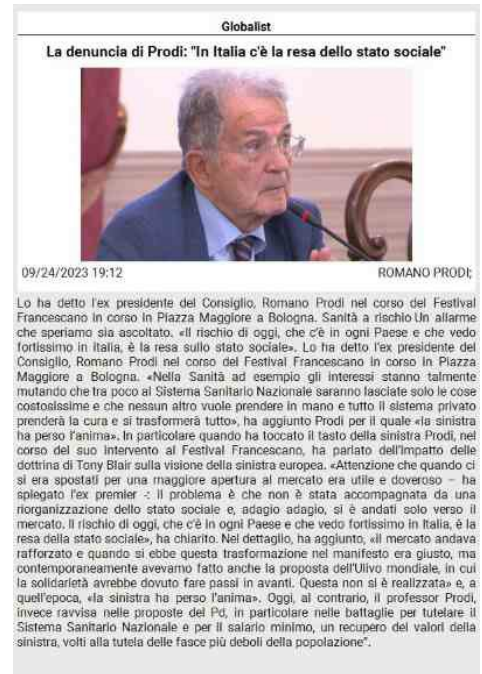 Globalist
La denuncia di Prodi: "In Italia c'è la resa dello stato sociale"
09/24/2023 19:12
ROMANO PRODI;
Lo ha detto l'ex presidente del Consiglio, Romano Prodi nel corso del Festival
Francescano in corso in Piazza Maggiore a Bologna. Sanità a rischio Un allarme
che speriamo sia ascoltato. «Il rischio di oggi, che c'è in ogni Paese e che vedo
fortissimo in italia, è la resa sullo stato sociale». Lo ha detto l'ex presidente del
Consiglio, Romano Prodi nel corso del Festival Francescano in corso in Piazza
Maggiore a Bologna. «Nella Sanità ad esempio gli interessi stanno talmente
mutando che tra poco al Sistema Sanitario Nazionale saranno lasciate solo le cose
costosissime e che nessun altro vuole prendere in mano e tutto il sistema privato
prenderà la cura e si trasformerà tutto», ha aggiunto Prodi per il quale «la sinistra
ha perso l'anima». In particolare quando ha toccato il tasto della sinistra Prodi, nel
corso del suo intervento al Festival Francescano, ha parlato dell'impatto delle
dottrina di Tony Blair sulla visione della sinistra europea. «Attenzione che quando ci
si era spostati per una maggiore apertura al mercato era utile e doveroso – ha
spiegato l'ex premier -: il problema è che non è stata accompagnata da una
riorganizzazione dello stato sociale e, adagio adagio, si è andati solo verso il
mercato. Il rischio di oggi, che c'è in ogni Paese e che vedo fortissimo in Italia, è la
resa della stato sociale», ha chiarito. Nel dettaglio, ha aggiunto, «il mercato andava
rafforzato e quando si ebbe questa trasformazione nel manifesto era giusto, ma
contemporaneamente avevamo fatto anche la proposta dell'Ulivo mondiale, in cui
la solidarietà avrebbe dovuto fare passi in avanti. Questa non si è realizzata» e, a
quell'epoca, «la sinistra ha perso l'anima». Oggi, al contrario, il professor Prodi,
invece ravvisa nelle proposte del Pd, in particolare nelle battaglie per tutelare il
Sistema Sanitario Nazionale e per il salario minimo, un recupero dei valori della
sinistra, volti alla tutela delle fasce più deboli della popolazione”.